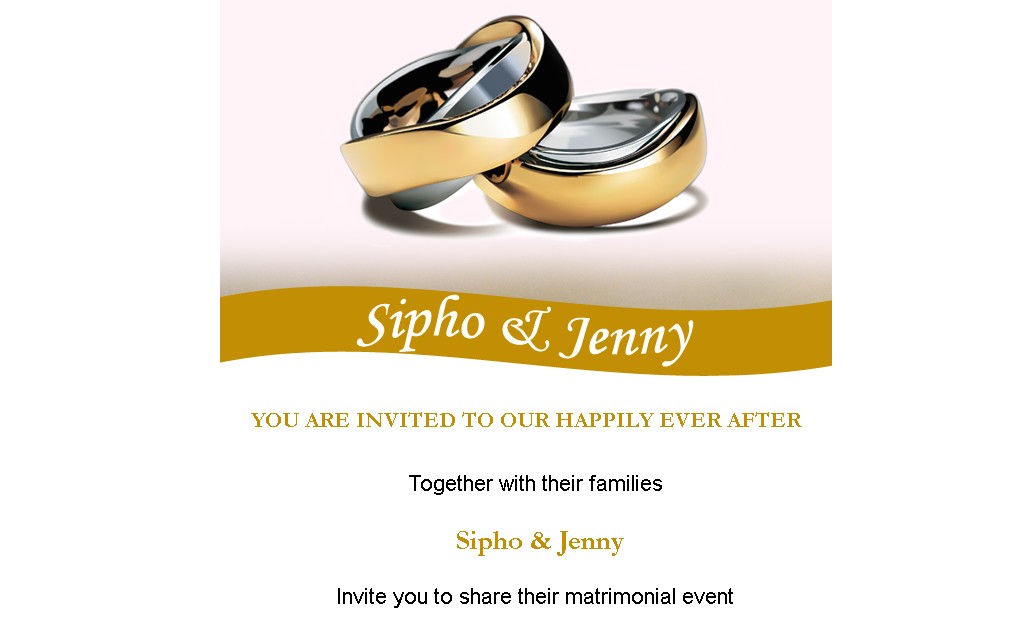 Sipho & Jenny
YOU ARE INVITED TO OUR HAPPILY EVER AFTER
Together with their families
Sipho & Jenny
Invite you to share their matrimonial event